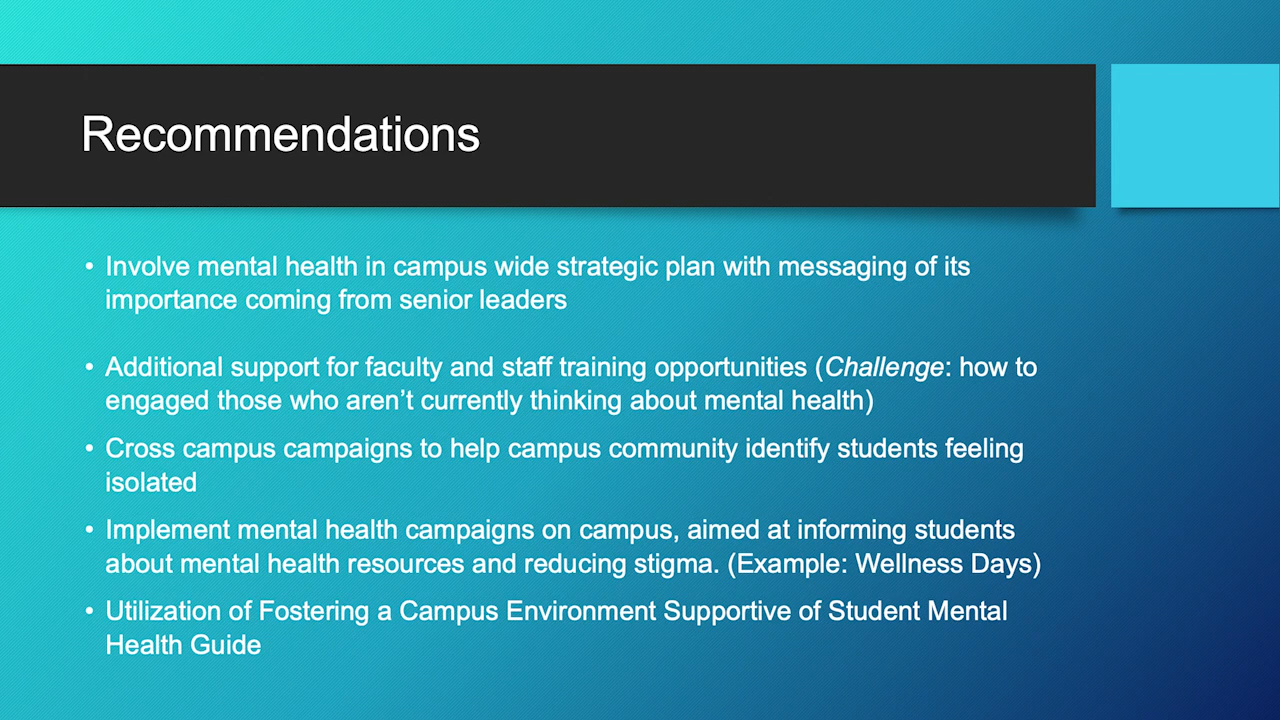 Recommendations
• Involve mental health in campus wide strategic plan with messaging of its
importance coming from senior leaders
• Additional support for faculty and staff training opportunities (Challenge: how to
engaged those who aren’t currently thinking about mental health)
• Cross campus campaigns to help campus community identify students feeling
isolated
• Implement mental health campaigns on campus, aimed at informing students
about mental health resources and reducing stigma. (Example: Wellness Days)
• Utilization of Fostering a Campus Environment Supportive of Student Mental
Health Guide